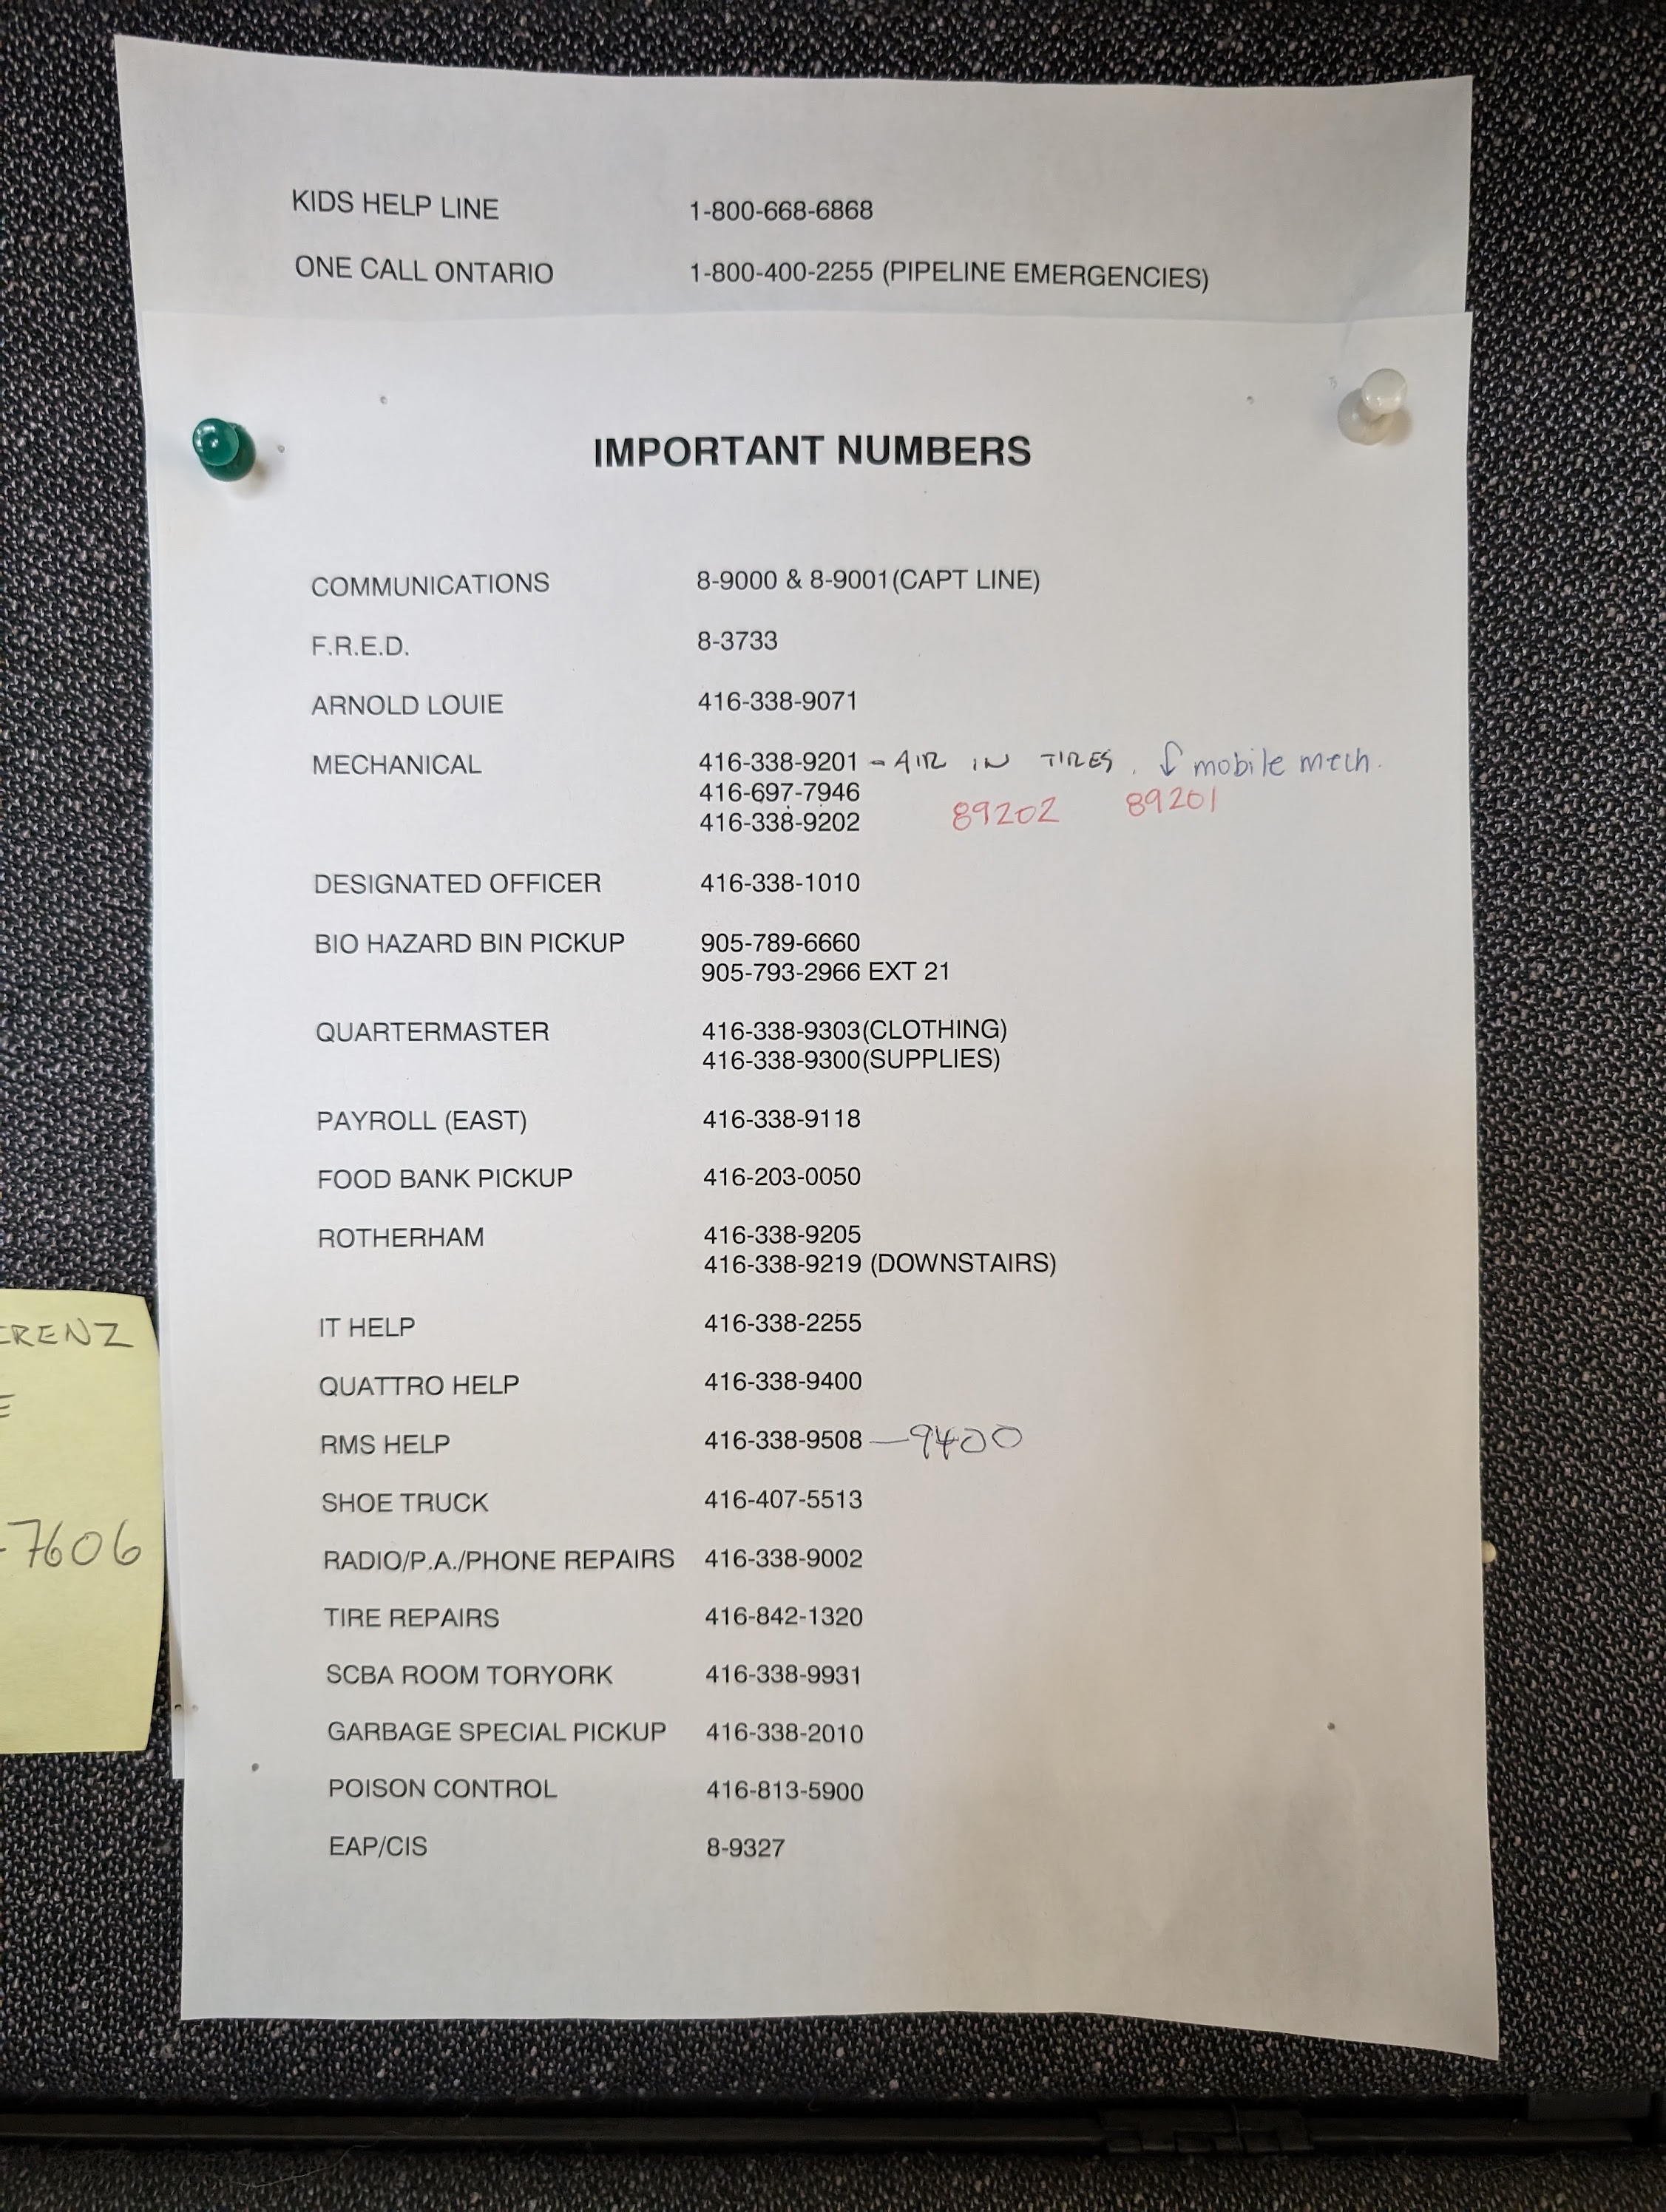 KIDS HELP LINE 1-800-668-6868
ONE CALL ONTARIO 1-800-400-2255 (PIPELINE EMERGENCIES)
IMPORTANT NUMBERS
COMMUNICATIONS 8-9000 & 8-9001(CAPT LINE)
F.R.E.D. 8-3733
ARNOLD LOUIE 416-338-9071
MECHANICAL 416-338-9201 - AIR IN TIRES. ↓ mobile mech.
416-697-7946 89202 89201
416-338-9202
DESIGNATED OFFICER 416-338-1010
BIO HAZARD BIN PICKUP 905-789-6660
905-793-2966 EXT 21
QUARTERMASTER 416-338-9303(CLOTHING)
416-338-9300(SUPPLIES)
PAYROLL (EAST) 416-338-9118
FOOD BANK PICKUP 416-203-0050
ROTHERHAM 416-338-9205
416-338-9219 (DOWNSTAIRS)
IT HELP 416-338-2255
QUATTRO HELP 416-338-9400
RMS HELP 416-338-9508 — 9400
SHOE TRUCK 416-407-5513
RADIO/P.A./PHONE REPAIRS 416-338-9002
TIRE REPAIRS 416-842-1320
SCBA ROOM TORYORK 416-338-9931
GARBAGE SPECIAL PICKUP 416-338-2010
POISON CONTROL 416-813-5900
EAP/CIS 8-9327
RENZ
E
-7606